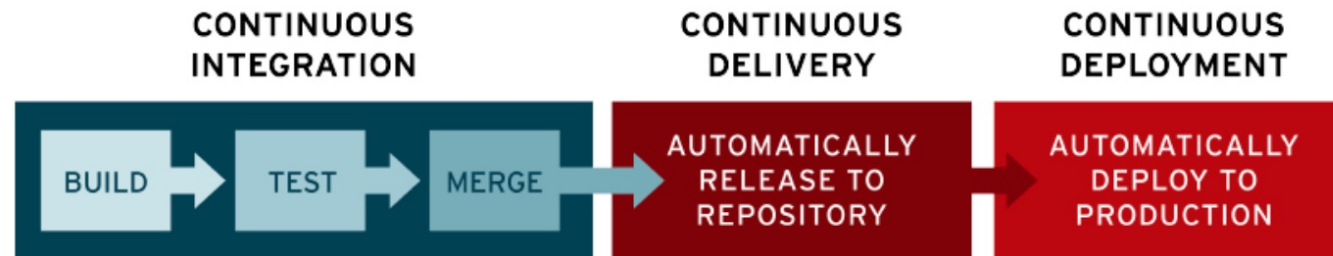 CONTINUOUS
INTEGRATION
CONTINUOUS
DELIVERY
CONTINUOUS
DEPLOYMENT
BUILD
TEST
MERGE
AUTOMATICALLY
RELEASE TO
REPOSITORY
AUTOMATICALLY
DEPLOY TO
PRODUCTION